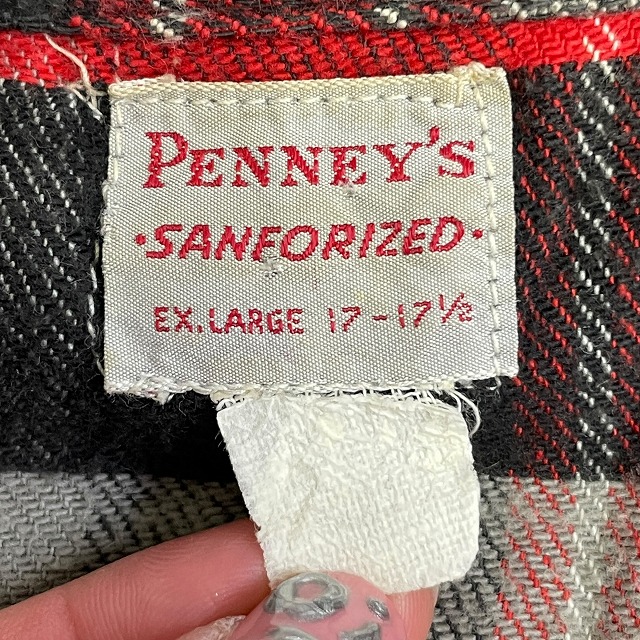 PENNEY'S
·SANFORIZED·
EX. LARGE 17-17½